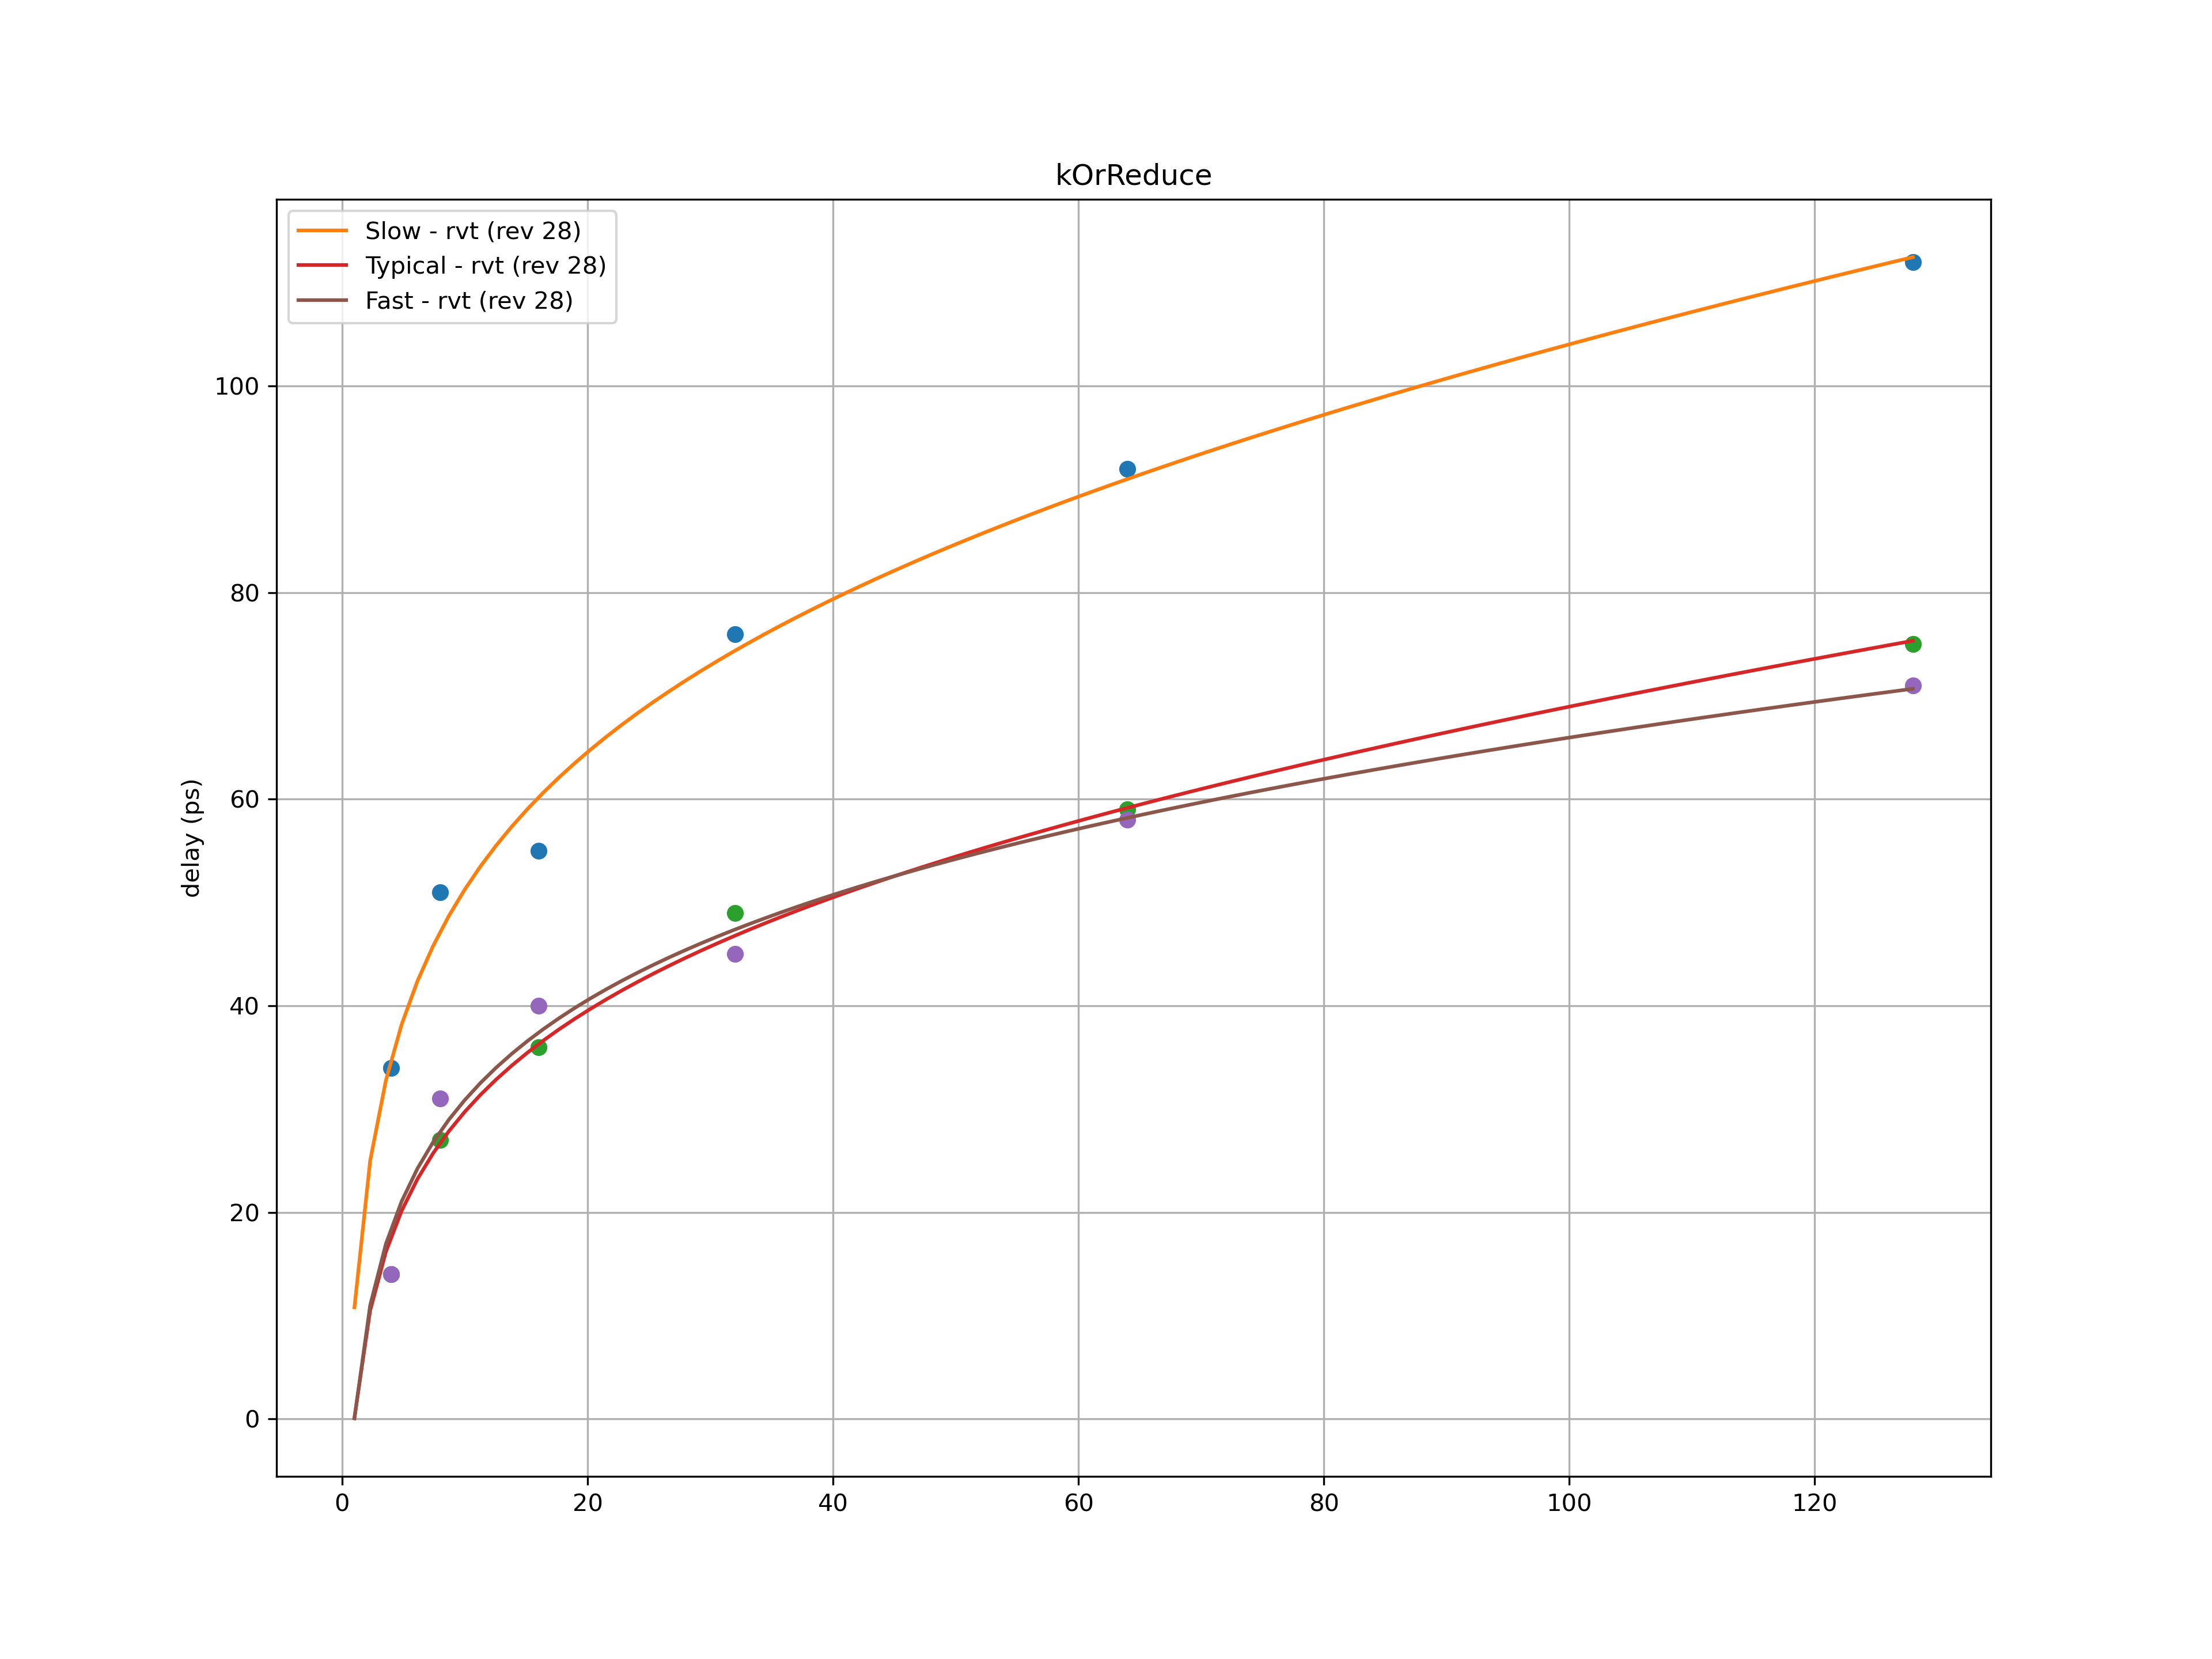 kOrReduce
Slow - rvt (rev 28)
Typical - rvt (rev 28)
Fast - rvt (rev 28)
100
80
60
40
20
0
delay (ps)
0 20 40 60 80 100 120